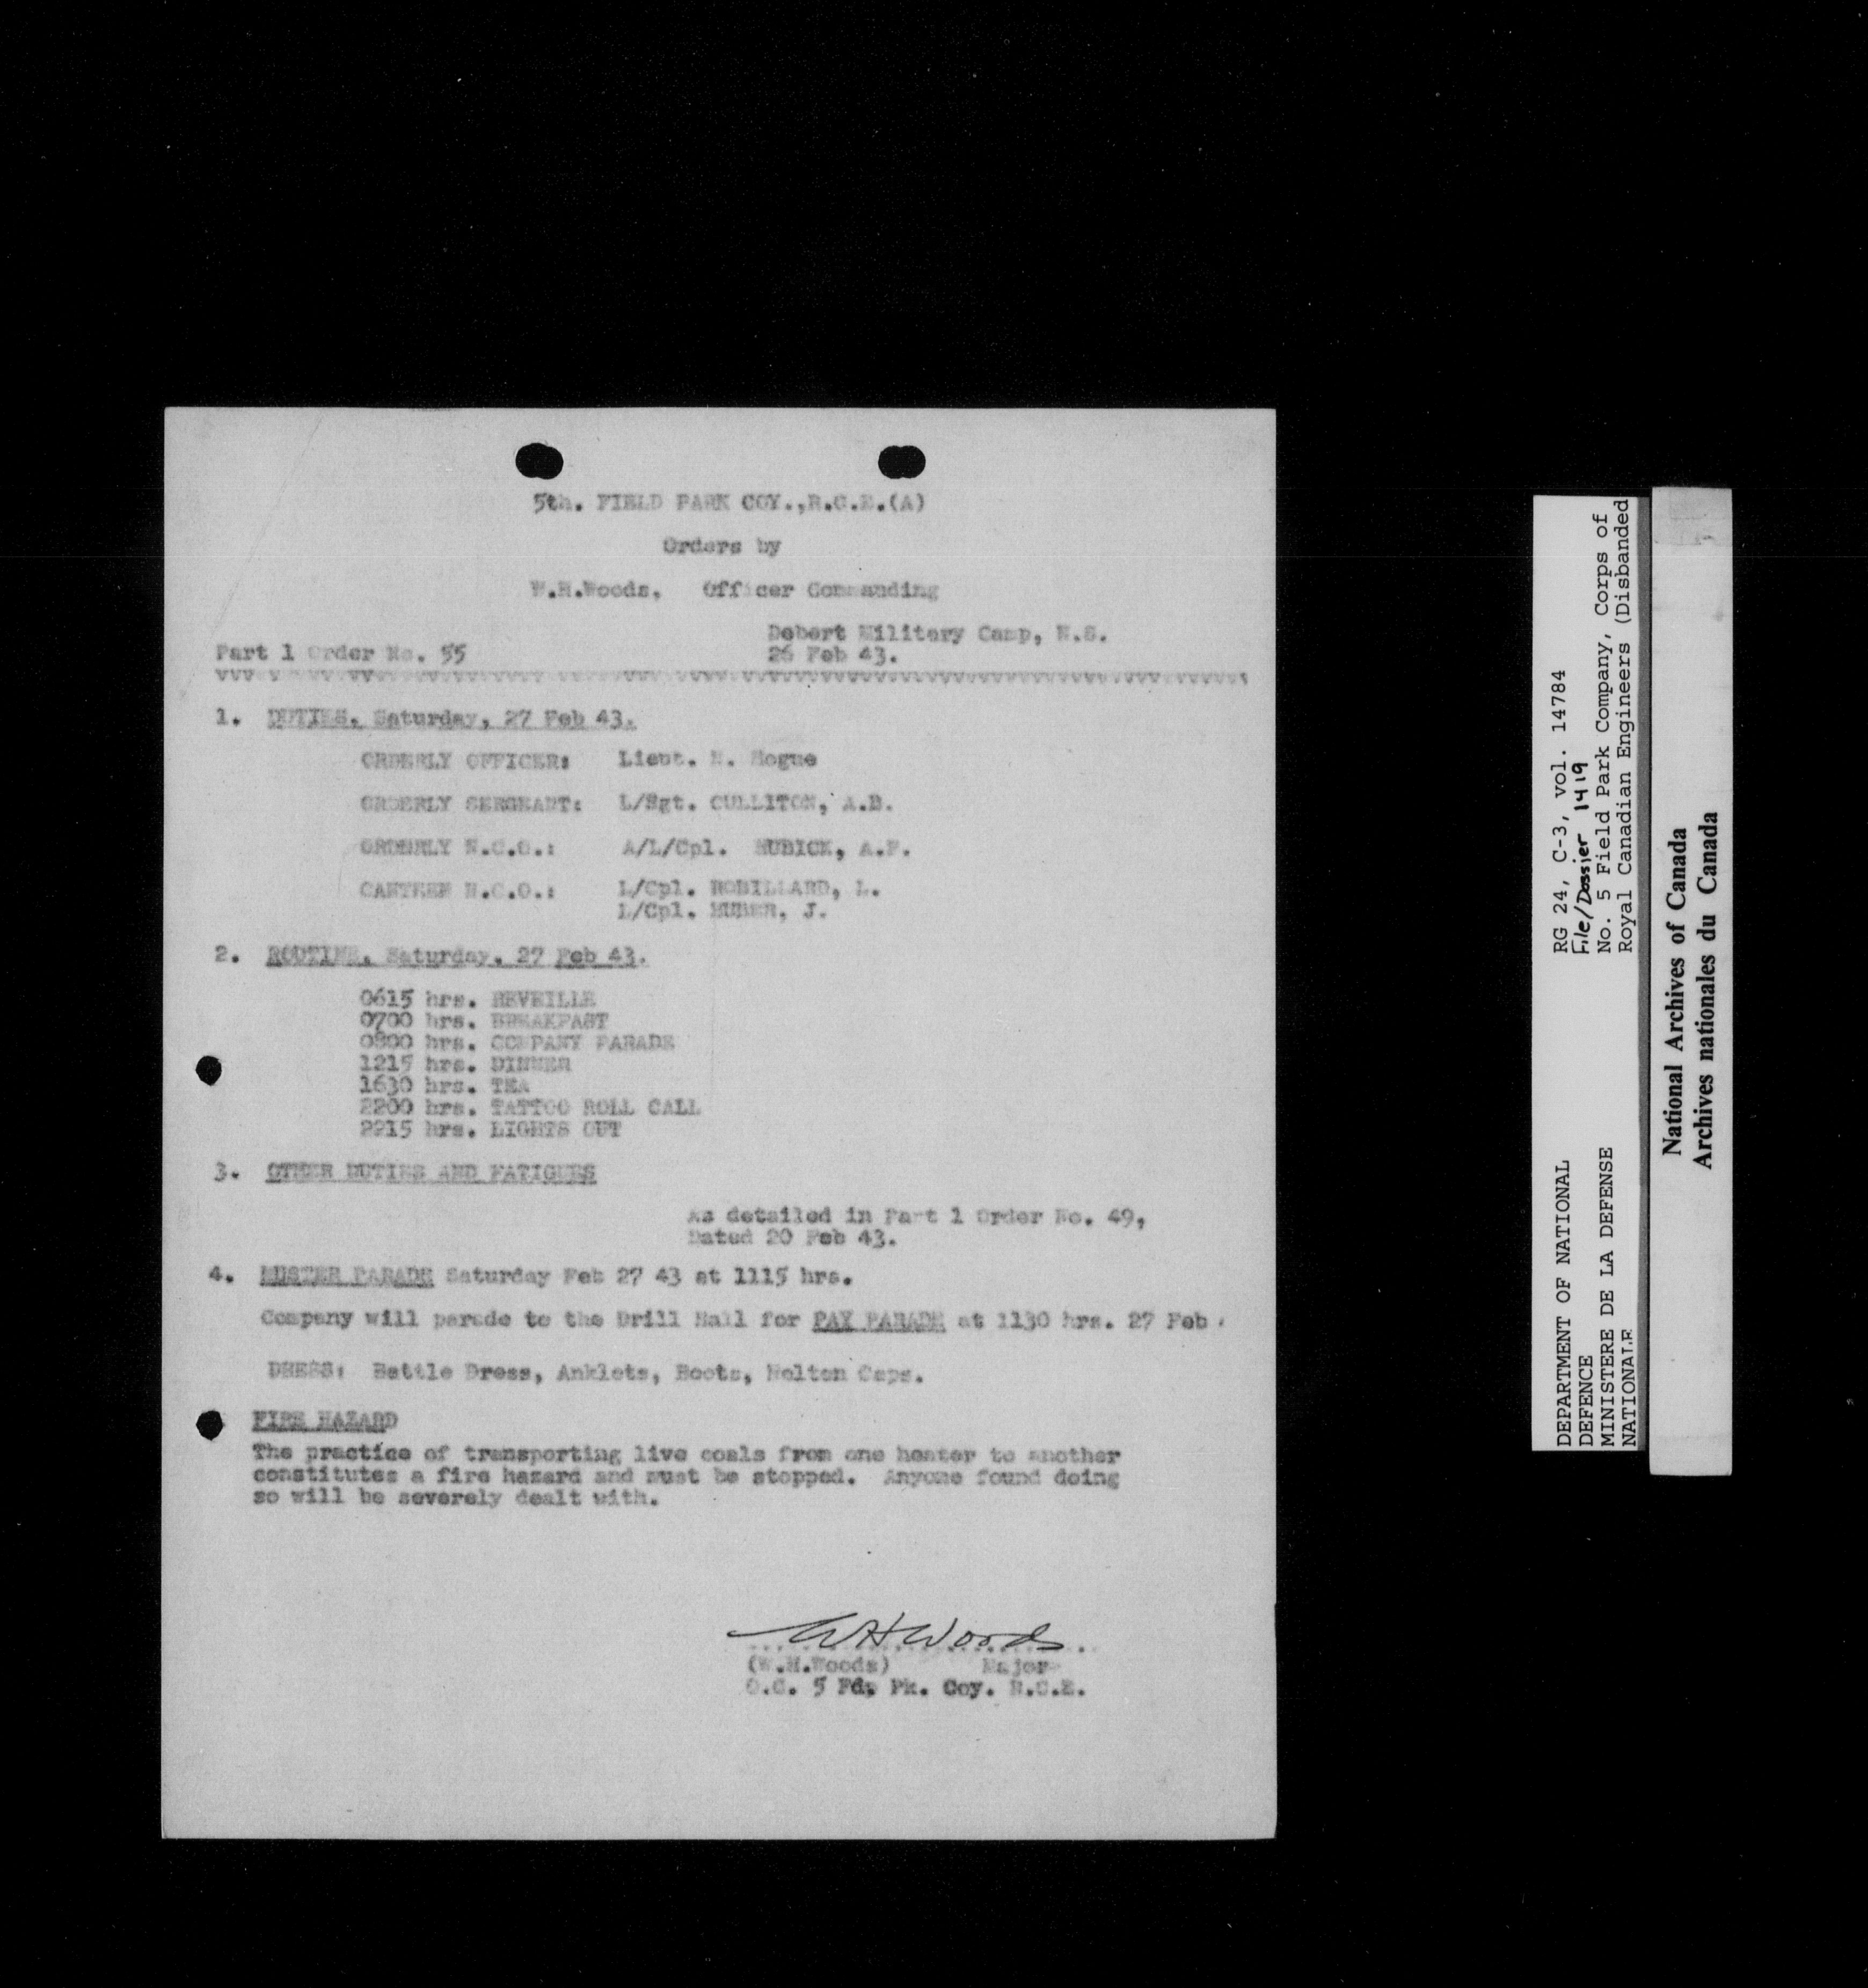 5th. FIELD PARK COY.,R.C.E.(A)
Orders by
W.H.Woods, Officer Commanding
Debert Military Camp, N.S.
Part 1 Order No. 55
26 Feb 43.
1. DUTIES, Saturday, 27 Feb 43.
ORDERLY OFFICER: Lieut. Hogue
ORDERLY SERGEANT: L/Sgt. CULLITON, A.B.
ORDERLY N.C.O.: A/L/Cpl. HUBICK, A.F.
CANTEEN N.C.O.: L/Cpl. ROBILLARD, L.
L/Cpl. HUBER, J.
2. ROUTINE, Saturday, 27 Feb 43.
0615 hrs. REVEILLE
0700 hrs. BREAKFAST
0800 hrs. COMPANY PARADE
1215 hrs. DINNER
1630 hrs. TEA
2200 hrs. TATTOO ROLL CALL
2215 hrs. LIGHTS OUT
3. OTHER DUTIES AND FATIGUES
As detailed in Part 1 Order No. 49,
Dated 20 Feb 43.
4. MUSTER PARADE Saturday Feb 27 43 at 1115 hrs.
Company will parade to the Drill Hall for PAY PARADE at 1130 hrs. 27 Feb.
DRESS: Battle Dress, Anklets, Boots, Melton Caps.
FIRE HAZARD
The practice of transporting live coals from one heater to another
constitutes a fire hazard and must be stopped. Anyone found doing
so will be severely dealt with.
WHWoods
(W.H.Woods) Major
O.C. 5 Fd. Pk. Coy. R.C.E.
DEPARTMENT OF NATIONAL
DEFENCE
MINISTERE DE LA DEFENSE
NATIONALE
RG 24, C-3, vol. 14784
File/Dossier 1419
No. 5 Field Park Company, Corps of
Royal Canadian Engineers (Disbanded
National Archives of Canada
Archives nationales du Canada